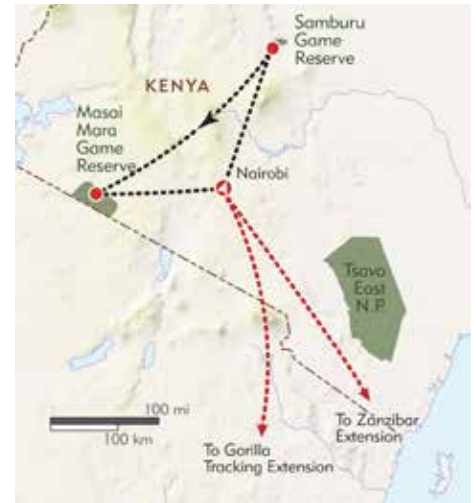 Samburu
Game
Reserve
KENYA
Masai
Mara
Game
Reserve
Nairobi
Tsavo
East
N.P.
100 mi
100 km
To Zanzibar
Extension
To Gorilla
Tracking Extension